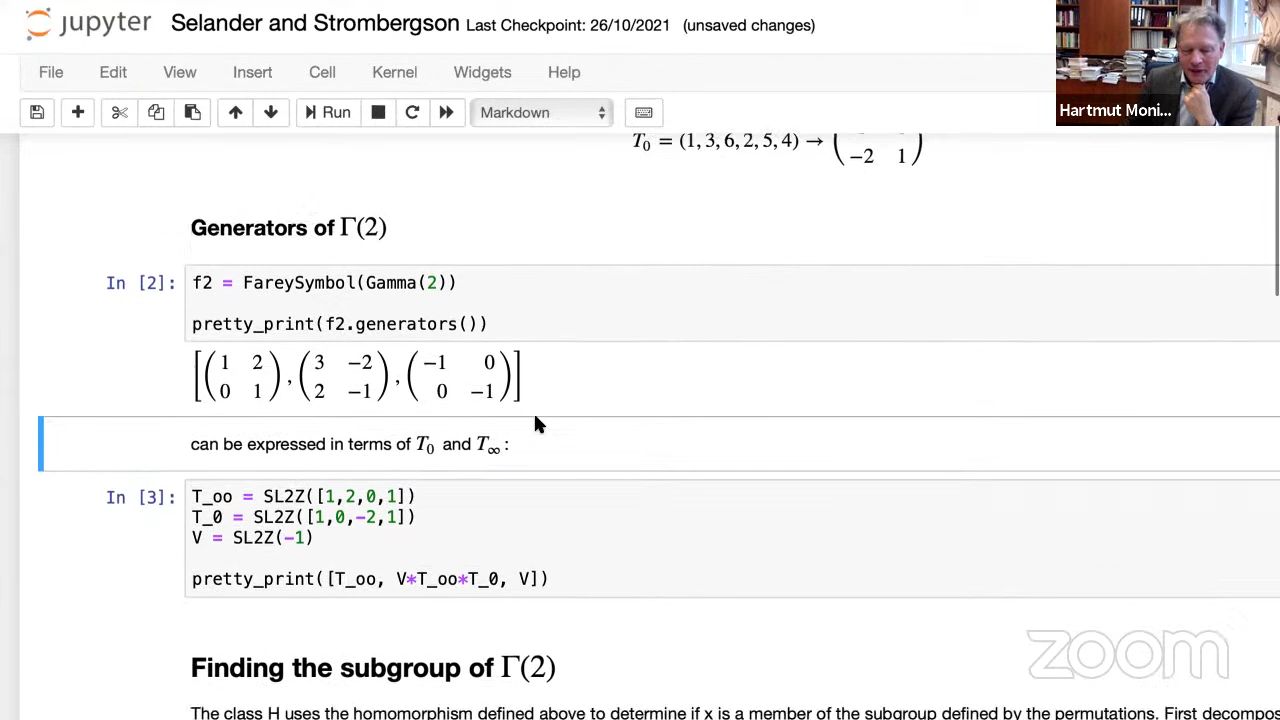 jupyter Selander and Strombergson Last Checkpoint: 26/10/2021 (unsaved changes)
File Edit View Insert Cell Kernel Widgets Help
Run Markdown
Hartmut Moni...
T₀ = (1, 3, 6, 2, 5, 4) → ( −2 1 )
Generators of Γ(2)
In [2]: f2 = FareySymbol(Gamma(2))
pretty_print(f2.generators())
[( 1 2 ), ( 3 −2 ), ( −1 0 )]
0 1 2 −1 0 −1
can be expressed in terms of T₀ and T∞ :
In [3]: T_oo = SL2Z([1,2,0,1])
T_0 = SL2Z([1,0,-2,1])
V = SL2Z(-1)
pretty_print([T_oo, V*T_oo*T_0, V])
zoom
Finding the subgroup of Γ(2)
The class H uses the homomorphism defined above to determine if x is a member of the subgroup defined by the permutations. First decompos